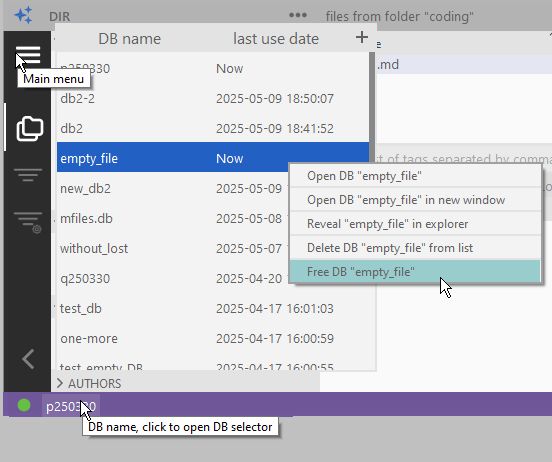 DIR ••• files from folder "coding"
DB name last use date +
Now
Main menu
.md
db2-2 2025-05-09 18:50:07
db2 2025-05-09 18:41:52
empty_file Now
of tags separated by comma
new_db2 2025-05-09
Open DB "empty_file"
Open DB "empty_file" in new window
mfiles.db 2025-05-08
Reveal "empty_file" in explorer
without_lost 2025-05-07
Delete DB "empty_file" from list
q250330 2025-04-20
Free DB "empty_file"
test_db 2025-04-17 16:01:03
one-more 2025-04-17 16:00:59
test_empty_DB 2025-04-17 16:00:55
AUTHORS
DB name, click to open DB selector